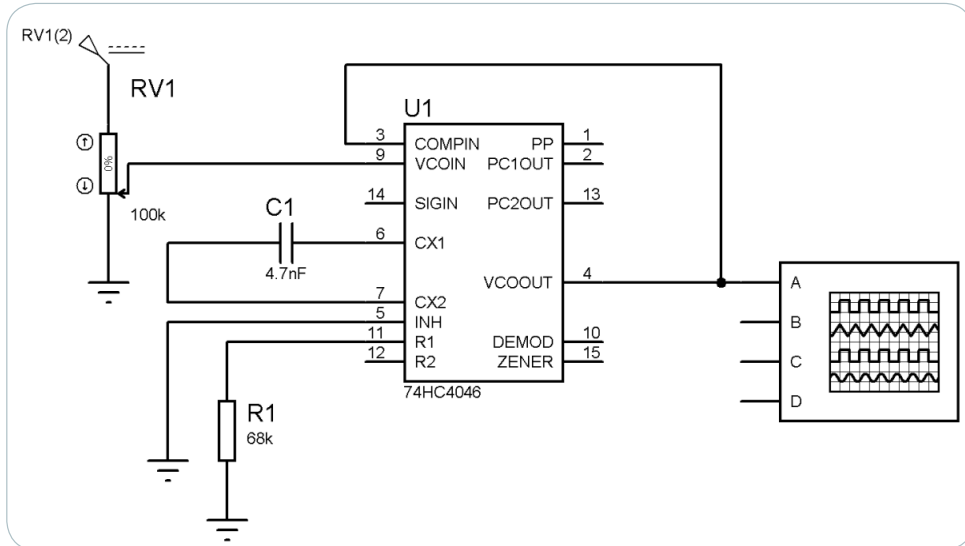 RV1(2)
RV1
0%
100k
U1
3 COMPIN
9 VCOIN
14 SIGIN
6 CX1
7 CX2
5 INH
11 R1
12 R2
PP 1
PC1OUT 2
PC2OUT 13
VCOOUT 4
DEMOD 10
ZENER 15
74HC4046
C1
4.7nF
R1
68k
A
B
C
D